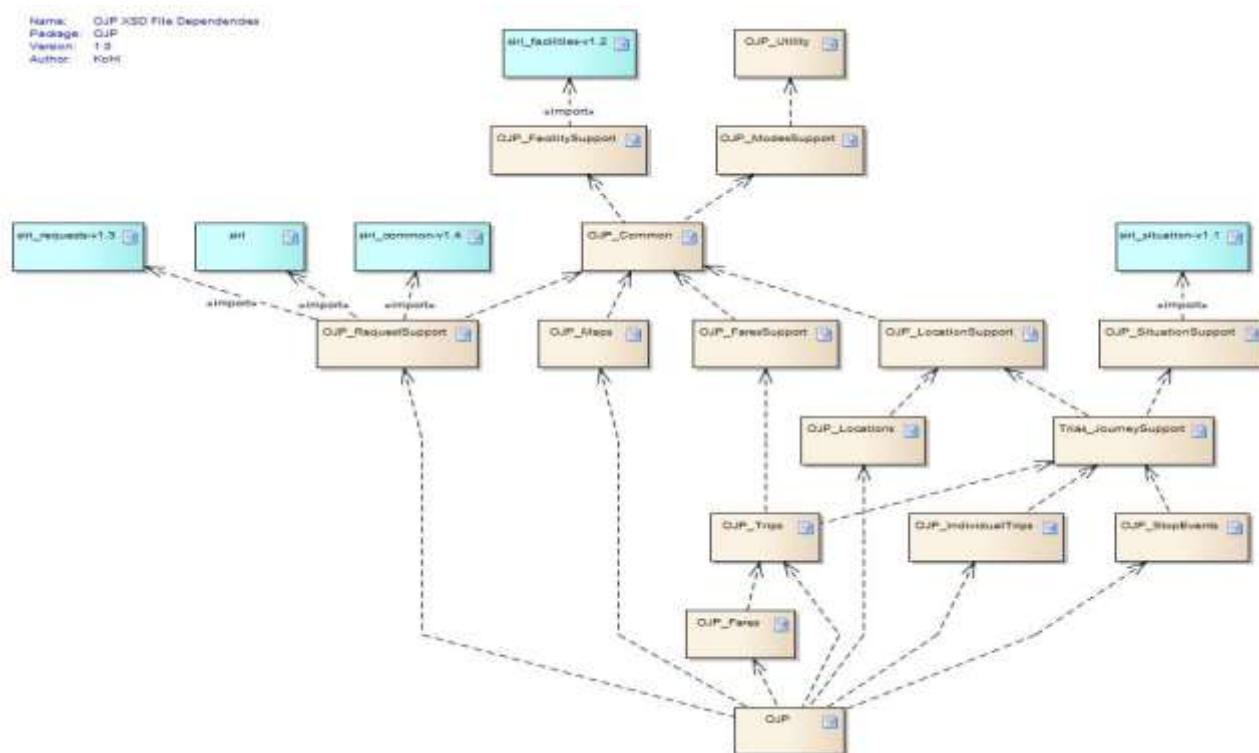 Name: OJP XSD File Dependencies
Package: OJP
Version: 1.0
Author: Kohl
siri_facilities-v1.2
OJP_Utility
«import»
OJP_FacilitySupport
OJP_ModesSupport
siri_requests-v1.3
siri
siri_common-v1.4
OJP_Common
siri_situation-v1.1
«import»
«import»
«import»
«import»
OJP_RequestSupport
OJP_Maps
OJP_FaresSupport
OJP_LocationSupport
OJP_SituationSupport
OJP_Locations
Trias_JourneySupport
OJP_Trips
OJP_IndividualTrips
OJP_StopEvents
OJP_Fares
OJP